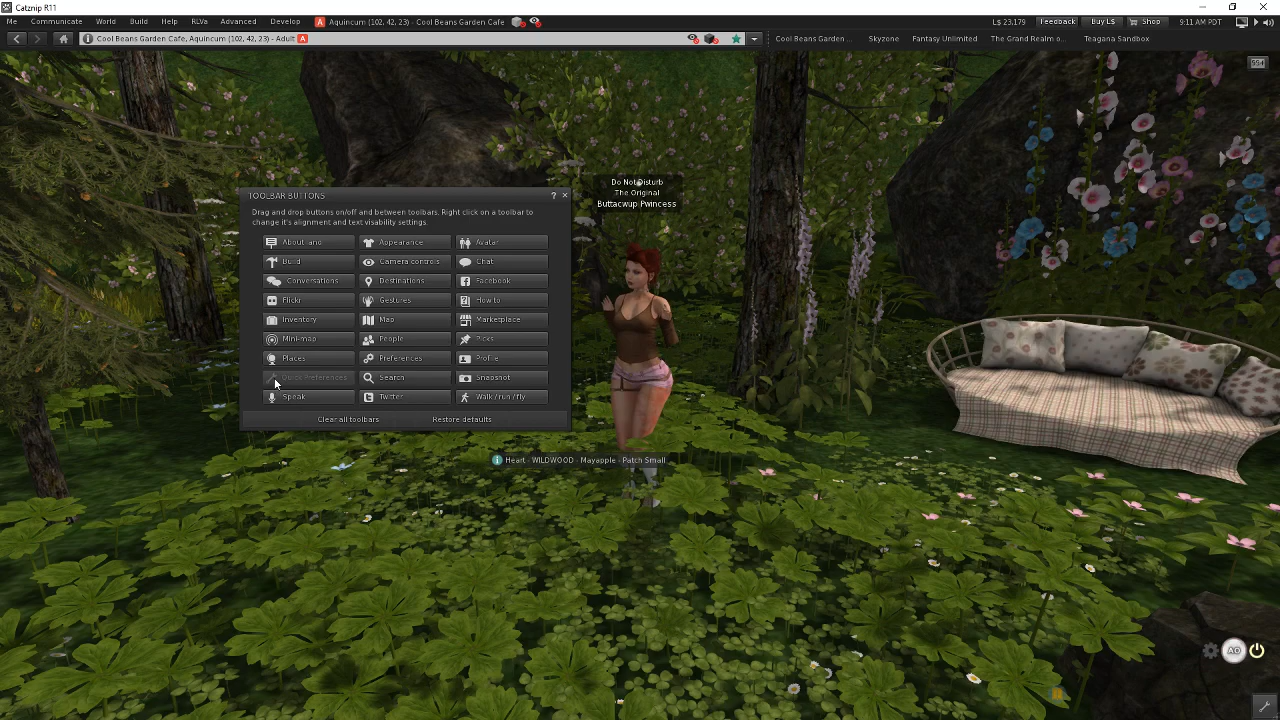 Catznip R11
Me Communicate World Build Help RLVa Advanced Develop A Aquincum (102, 42, 23) - Cool Beans Garden Cafe L$ 23,179 Feedback Buy L$ Shop 9:11 AM PDT
Cool Beans Garden Cafe, Aquincum (102, 42, 23) - Adult A Cool Beans Garden ... Skyzone Fantasy Unlimited The Grand Realm o... Teagana Sandbox
Do Not Disturb
The Original
Buttacwup Pwincess
TOOLBAR BUTTONS ?
Drag and drop buttons on/off and between toolbars. Right click on a toolbar to
change it's alignment and text visability settings.
About land Appearance Avatar
Build Camera controls Chat
Conversations Destinations Facebook
Flickr Gestures How to
Inventory Map Marketplace
Mini-map People Picks
Places Preferences Profile
Quick Preferences Search Snapshot
Speak Twitter Walk / run / fly
Clear all toolbars Restore defaults
Heart - WILDWOOD - Mayapple - Patch Small
AO